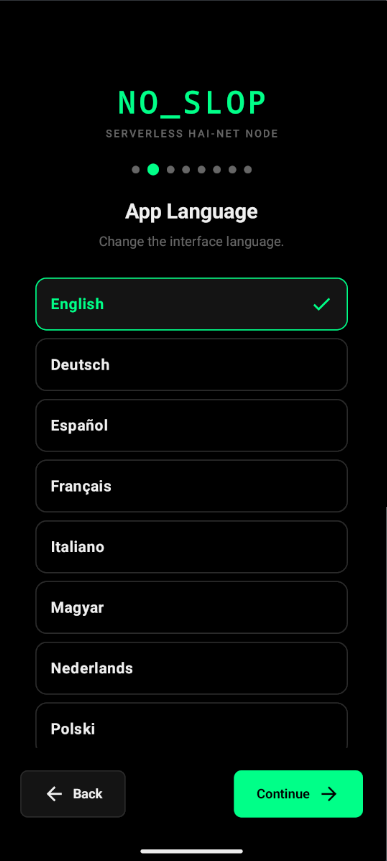 NO_SLOP
SERVERLESS HAI-NET NODE
App Language
Change the interface language.
English
Deutsch
Español
Français
Italiano
Magyar
Nederlands
Polski
Back
Continue